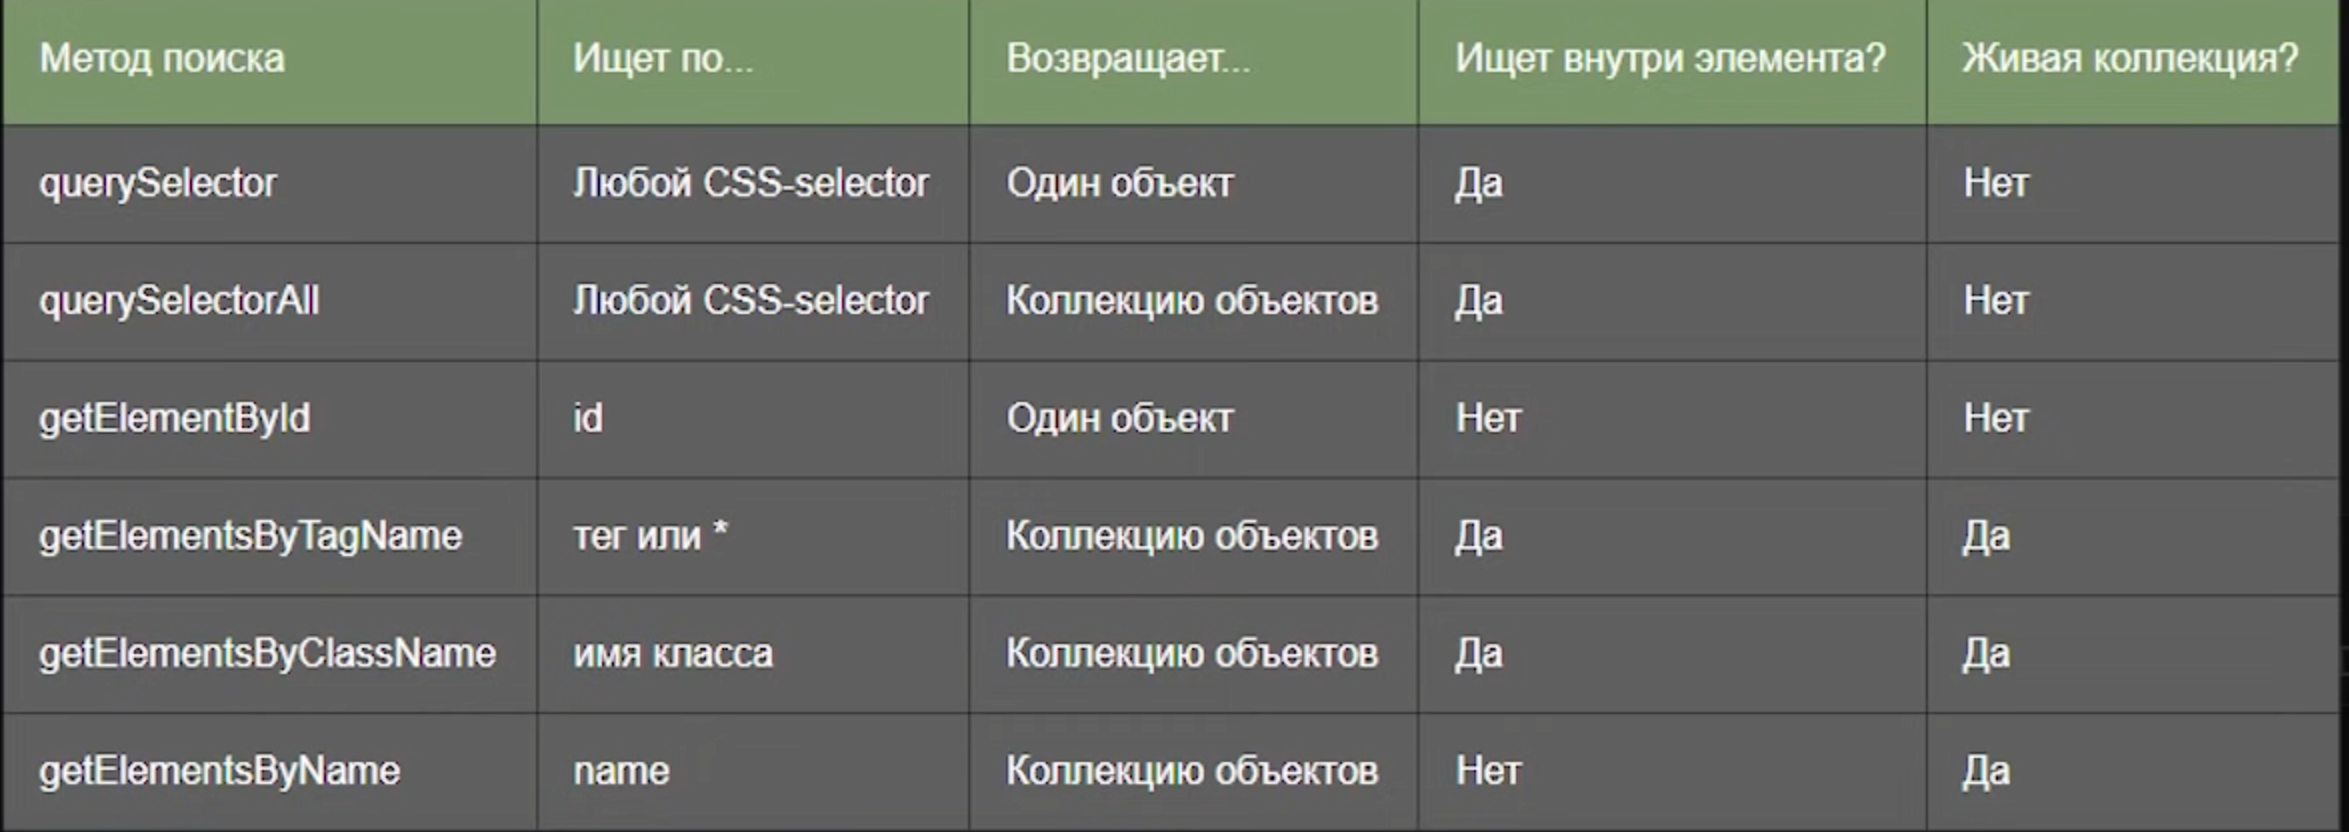 Метод поиска Ищет по... Возвращает... Ищет внутри элемента? Живая коллекция?
querySelector Любой CSS-selector Один объект Да Нет
querySelectorAll Любой CSS-selector Коллекцию объектов Да Нет
getElementById id Один объект Нет Нет
getElementsByTagName тег или * Коллекцию объектов Да Да
getElementsByClassName имя класса Коллекцию объектов Да Да
getElementsByName name Коллекцию объектов Нет Да